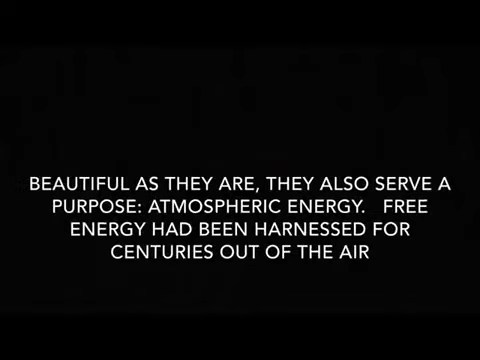 BEAUTIFUL AS THEY ARE, THEY ALSO SERVE A
PURPOSE: ATMOSPHERIC ENERGY.   FREE
ENERGY HAD BEEN HARNESSED FOR
CENTURIES OUT OF THE AIR